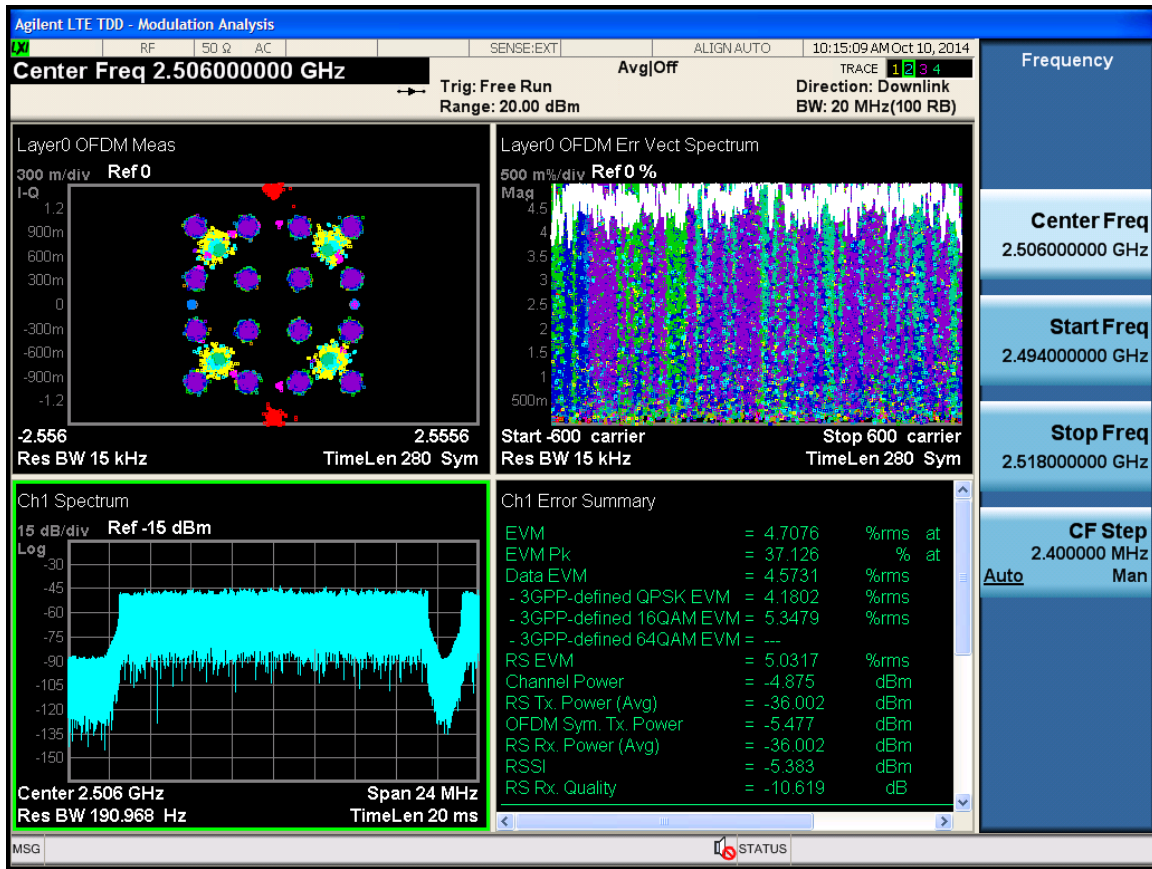 Agilent LTE TDD - Modulation Analysis
LXI RF 50 Ω AC SENSE:EXT ALIGN AUTO 10:15:09 AM Oct 10, 2014
Center Freq 2.506000000 GHz Avg|Off TRACE 1 2 3 4
Trig: Free Run Direction: Downlink
Range: 20.00 dBm BW: 20 MHz(100 RB)
Layer0 OFDM Meas
300 m/div Ref 0
I-Q
1.2
900m
600m
300m
0
-300m
-600m
-900m
-1.2
-2.556 2.5556
Res BW 15 kHz TimeLen 280 Sym
Layer0 OFDM Err Vect Spectrum
500 m%/div Ref 0 %
Mag
4.5
4
3.5
3
2.5
2
1.5
1
500m
Start -600 carrier Stop 600 carrier
Res BW 15 kHz TimeLen 280 Sym
Ch1 Spectrum
15 dB/div Ref -15 dBm
Log
-30
-45
-60
-75
-90
-105
-120
-135
-150
Center 2.506 GHz Span 24 MHz
Res BW 190.968 Hz TimeLen 20 ms
Ch1 Error Summary
EVM = 4.7076 %rms at
EVM Pk = 37.126 % at
Data EVM = 4.5731 %rms
- 3GPP-defined QPSK EVM = 4.1802 %rms
- 3GPP-defined 16QAM EVM = 5.3479 %rms
- 3GPP-defined 64QAM EVM = ---
RS EVM = 5.0317 %rms
Channel Power = -4.875 dBm
RS Tx. Power (Avg) = -36.002 dBm
OFDM Sym. Tx. Power = -5.477 dBm
RS Rx. Power (Avg) = -36.002 dBm
RSSI = -5.383 dBm
RS Rx. Quality = -10.619 dB
Frequency
Center Freq
2.506000000 GHz
Start Freq
2.494000000 GHz
Stop Freq
2.518000000 GHz
CF Step
2.400000 MHz
Auto Man
MSG STATUS